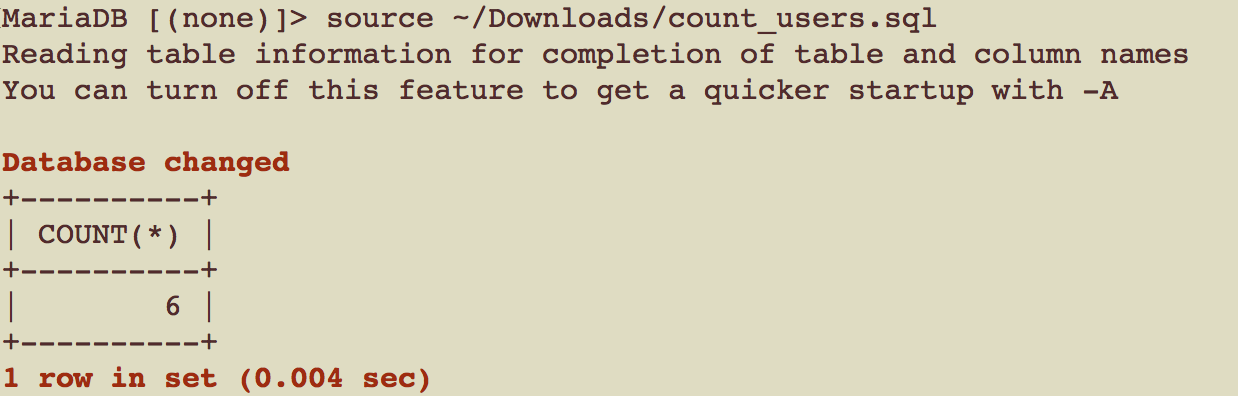 MariaDB [(none)]> source ~/Downloads/count_users.sql
Reading table information for completion of table and column names
You can turn off this feature to get a quicker startup with -A

Database changed
+----------+
| COUNT(*) |
+----------+
|        6 |
+----------+
1 row in set (0.004 sec)